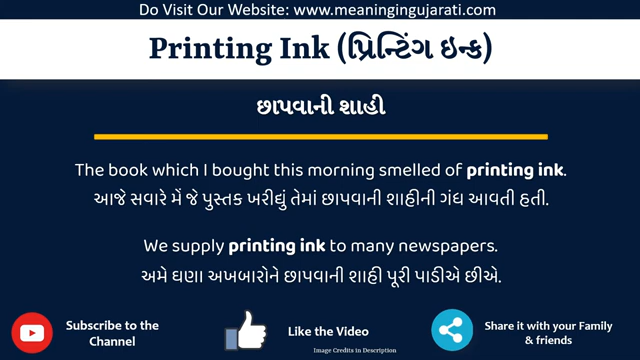 Do Visit Our Website: www.meaningingujarati.com
Printing Ink (પ્રિન્ટિંગ ઇન્ક)
છાપવાની શાહી
The book which I bought this morning smelled of printing ink.
આજે સવારે મેં જે પુસ્તક ખરીદ્યું તેમાં છાપવાની શાહીની ગંધ આવતી હતી.
We supply printing ink to many newspapers.
અમે ઘણા અખબારોને છાપવાની શાહી પૂરી પાડીએ છીએ.
Subscribe to the
Channel
Like the Video
Share it with your Family
& friends
Image Credits in Description